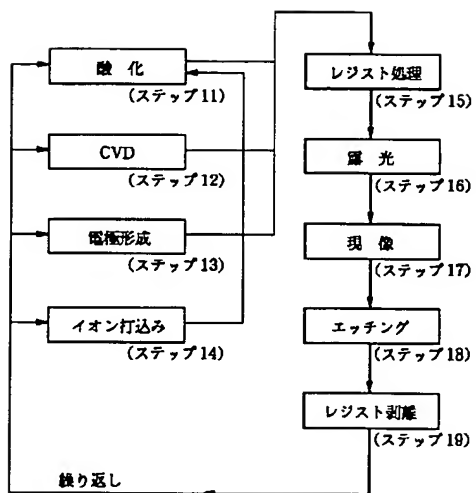 酸 化
(ステップ11)
CVD
(ステップ12)
電極形成
(ステップ13)
イオン打込み
(ステップ14)
レジスト処理
(ステップ15)
露 光
(ステップ16)
現 像
(ステップ17)
エッチング
(ステップ18)
レジスト剥離
(ステップ19)
繰り返し